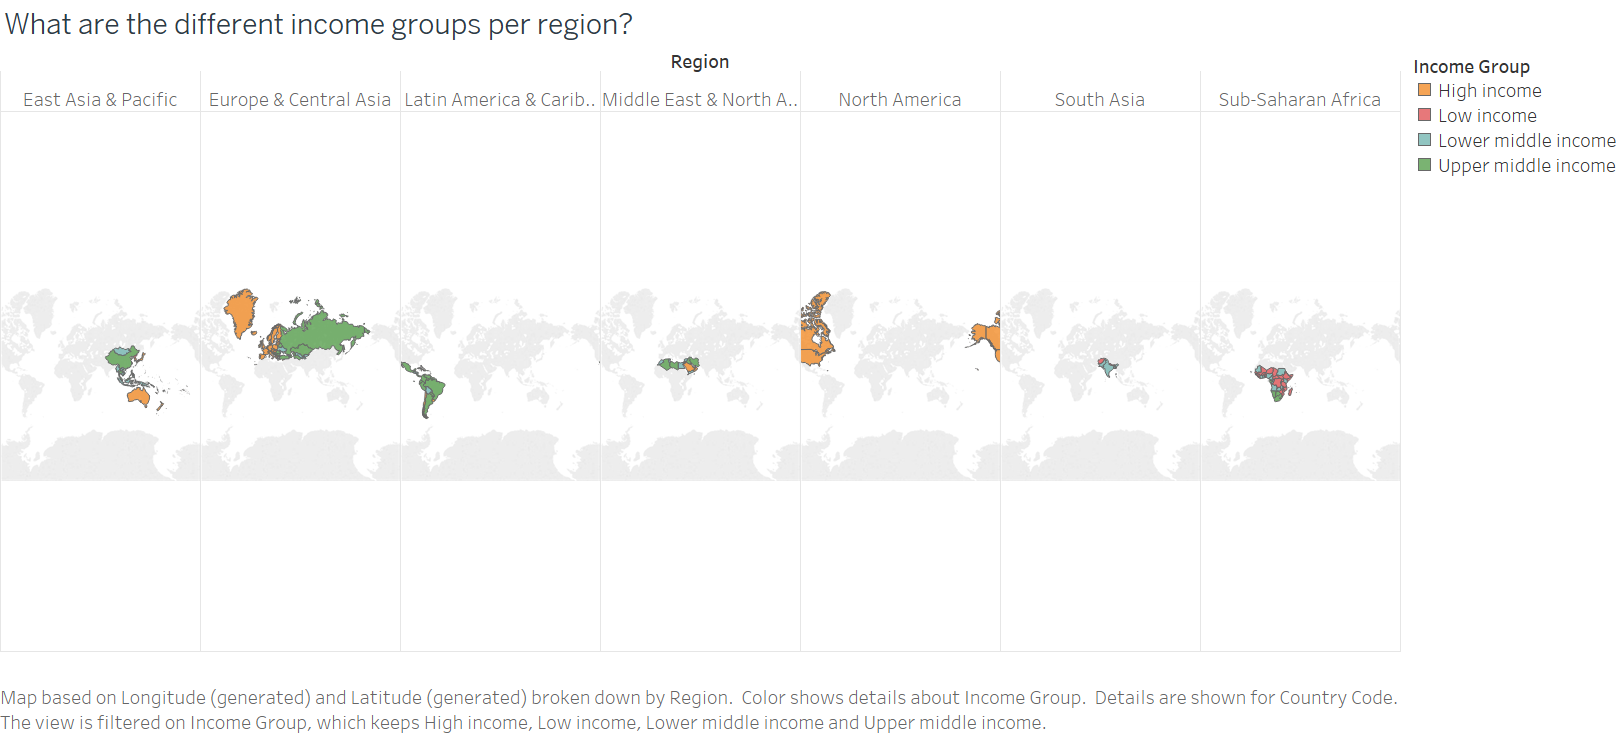 What are the different income groups per region?
Region
East Asia & Pacific
Europe & Central Asia
Latin America & Carib..
Middle East & North A..
North America
South Asia
Sub-Saharan Africa
Income Group
High income
Low income
Lower middle income
Upper middle income
Map based on Longitude (generated) and Latitude (generated) broken down by Region. Color shows details about Income Group. Details are shown for Country Code.
The view is filtered on Income Group, which keeps High income, Low income, Lower middle income and Upper middle income.